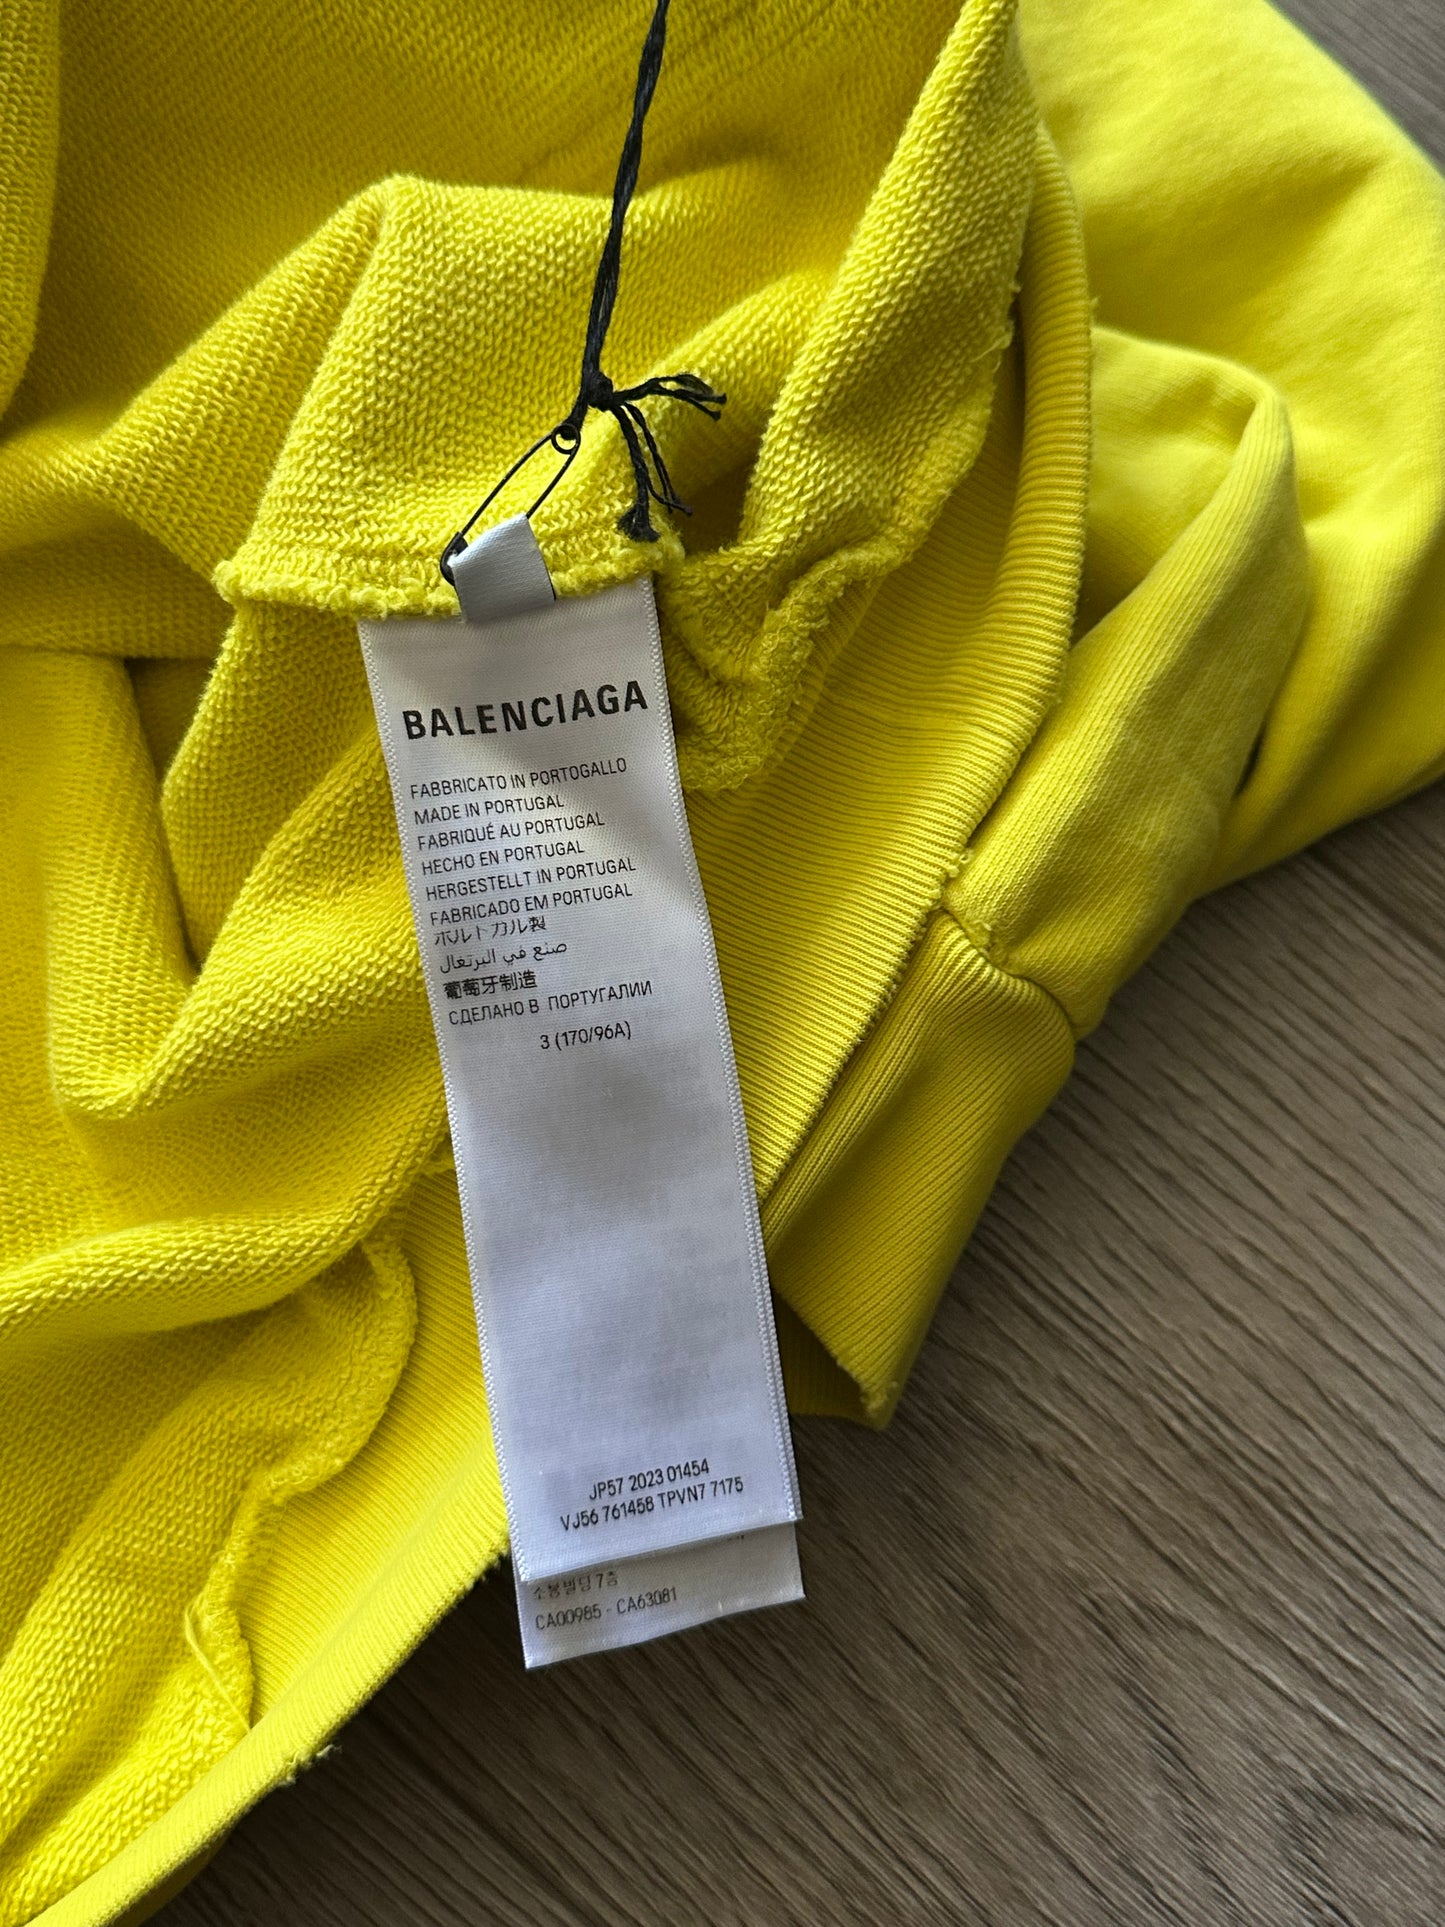 BALENCIAGA
FABBRICATO IN PORTOGALLO
MADE IN PORTUGAL
FABRIQUÉ AU PORTUGAL
HECHO EN PORTUGAL
HERGESTELLT IN PORTUGAL
FABRICADO EM PORTUGAL
ポルトガル製
صنع في البرتغال
葡萄牙制造
СДЕЛАНО В ПОРТУГАЛИИ
3 (170/96A)
JP57 2023 01454
VJ56 761458 TPVN7 7175
7층
CA00985 - CA63081